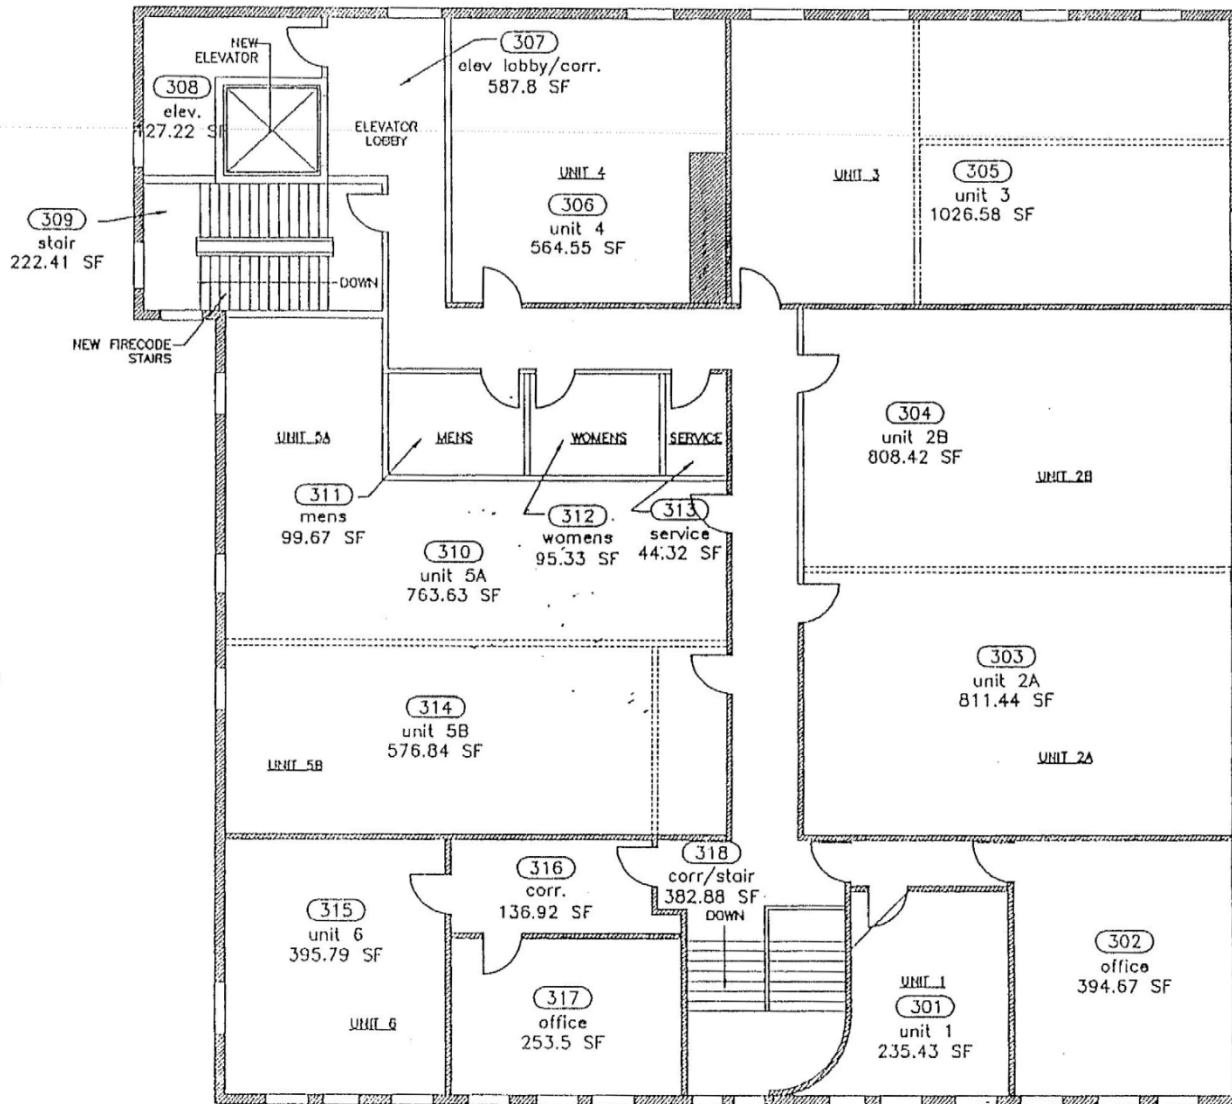 NEW
ELEVATOR
307
elev lobby/corr.
587.8 SF
308
elev.
127.22 SF
ELEVATOR
LOBBY
UNIT 4
306
unit 4
564.55 SF
UNIT 3
305
unit 3
1026.58 SF
309
stair
222.41 SF
DOWN
NEW FIRECODE
STAIRS
304
unit 2B
808.42 SF
UNIT 2B
UNIT 5A
MENS
WOMENS
SERVICE
311
mens
99.67 SF
312
womens
95.33 SF
313
service
44.32 SF
310
unit 5A
763.63 SF
303
unit 2A
811.44 SF
UNIT 2A
314
unit 5B
576.84 SF
UNIT 5B
316
corr.
136.92 SF
318
corr/stair
382.88 SF
DOWN
315
unit 6
395.79 SF
UNIT 6
317
office
253.5 SF
UNIT 1
301
unit 1
235.43 SF
302
office
394.67 SF